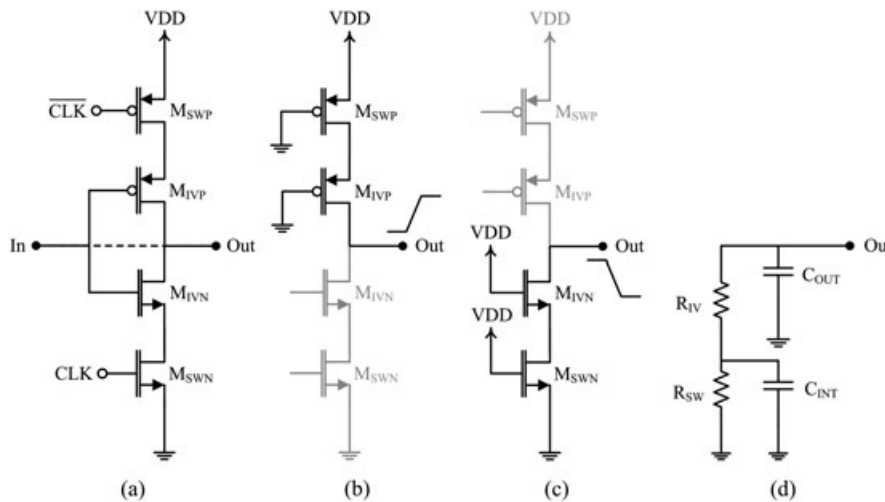 VDD
VDD
VDD
CLK
M_SWP
M_SWP
M_SWP
M_IVP
M_IVP
M_IVP
VDD
In
Out
Out
Out
Ou
M_IVN
M_IVN
M_IVN
C_OUT
R_IV
VDD
CLK
M_SWN
M_SWN
M_SWN
R_SW
C_INT
(a)
(b)
(c)
(d)